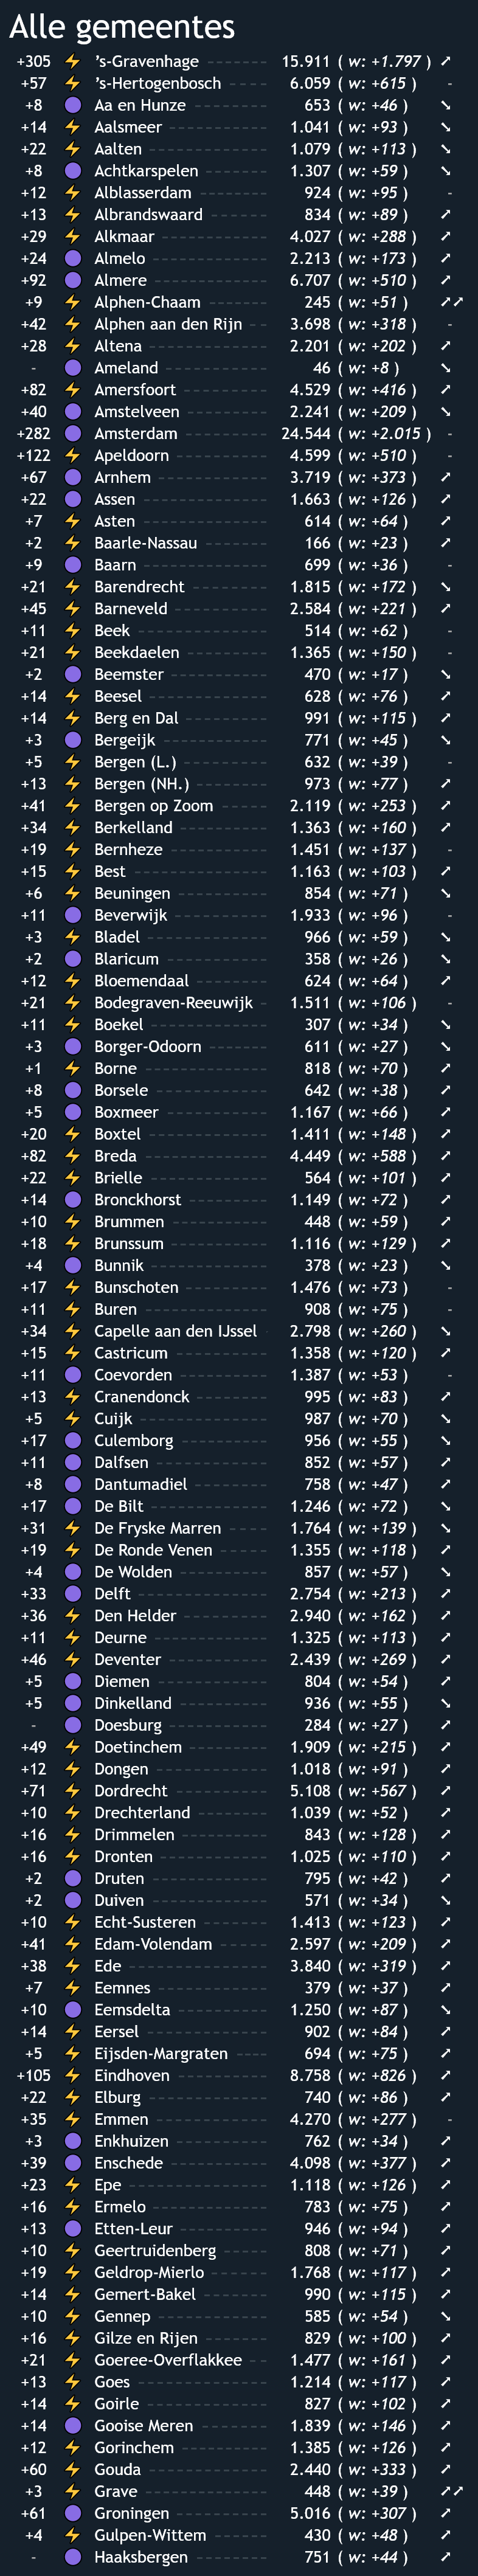 Alle gemeentes
+305 ⚡ ’s-Gravenhage 15.911 ( w: +1.797 ) ➚
+57 ⚡ ’s-Hertogenbosch 6.059 ( w: +615 ) -
+8 🟣 Aa en Hunze 653 ( w: +46 ) ➘
+14 ⚡ Aalsmeer 1.041 ( w: +93 ) ➘
+22 ⚡ Aalten 1.079 ( w: +113 ) ➘
+8 🟣 Achtkarspelen 1.307 ( w: +59 ) ➘
+12 ⚡ Alblasserdam 924 ( w: +95 ) -
+13 ⚡ Albrandswaard 834 ( w: +89 ) ➚
+29 ⚡ Alkmaar 4.027 ( w: +288 ) ➚
+24 🟣 Almelo 2.213 ( w: +173 ) ➚
+92 🟣 Almere 6.707 ( w: +510 ) ➚
+9 ⚡ Alphen-Chaam 245 ( w: +51 ) ➚➚
+42 ⚡ Alphen aan den Rijn 3.698 ( w: +318 ) -
+28 ⚡ Altena 2.201 ( w: +202 ) ➚
- 🟣 Ameland 46 ( w: +8 ) ➘
+82 ⚡ Amersfoort 4.529 ( w: +416 ) ➚
+40 🟣 Amstelveen 2.241 ( w: +209 ) ➘
+282 🟣 Amsterdam 24.544 ( w: +2.015 ) -
+122 ⚡ Apeldoorn 4.599 ( w: +510 ) -
+67 🟣 Arnhem 3.719 ( w: +373 ) ➚
+22 🟣 Assen 1.663 ( w: +126 ) ➚
+7 ⚡ Asten 614 ( w: +64 ) ➚
+2 ⚡ Baarle-Nassau 166 ( w: +23 ) ➚
+9 🟣 Baarn 699 ( w: +36 ) -
+21 ⚡ Barendrecht 1.815 ( w: +172 ) ➘
+45 ⚡ Barneveld 2.584 ( w: +221 ) ➚
+11 ⚡ Beek 514 ( w: +62 ) -
+21 ⚡ Beekdaelen 1.365 ( w: +150 ) -
+2 🟣 Beemster 470 ( w: +17 ) ➘
+14 ⚡ Beesel 628 ( w: +76 ) ➚
+14 ⚡ Berg en Dal 991 ( w: +115 ) ➚
+3 🟣 Bergeijk 771 ( w: +45 ) ➘
+5 ⚡ Bergen (L.) 632 ( w: +39 ) -
+13 ⚡ Bergen (NH.) 973 ( w: +77 ) ➚
+41 ⚡ Bergen op Zoom 2.119 ( w: +253 ) ➚
+34 ⚡ Berkelland 1.363 ( w: +160 ) ➚
+19 ⚡ Bernheze 1.451 ( w: +137 ) -
+15 ⚡ Best 1.163 ( w: +103 ) ➚
+6 ⚡ Beuningen 854 ( w: +71 ) ➘
+11 🟣 Beverwijk 1.933 ( w: +96 ) -
+3 ⚡ Bladel 966 ( w: +59 ) ➘
+2 🟣 Blaricum 358 ( w: +26 ) ➘
+12 ⚡ Bloemendaal 624 ( w: +64 ) ➚
+21 ⚡ Bodegraven-Reeuwijk 1.511 ( w: +106 ) -
+11 ⚡ Boekel 307 ( w: +34 ) ➘
+3 🟣 Borger-Odoorn 611 ( w: +27 ) ➘
+1 ⚡ Borne 818 ( w: +70 ) ➚
+8 🟣 Borsele 642 ( w: +38 ) ➚
+5 🟣 Boxmeer 1.167 ( w: +66 ) ➚
+20 ⚡ Boxtel 1.411 ( w: +148 ) ➚
+82 ⚡ Breda 4.449 ( w: +588 ) ➚
+22 ⚡ Brielle 564 ( w: +101 ) ➚
+14 🟣 Bronckhorst 1.149 ( w: +72 ) ➚
+10 ⚡ Brummen 448 ( w: +59 ) ➚
+18 ⚡ Brunssum 1.116 ( w: +129 ) ➚
+4 🟣 Bunnik 378 ( w: +23 ) ➘
+17 ⚡ Bunschoten 1.476 ( w: +73 ) -
+11 ⚡ Buren 908 ( w: +75 ) -
+34 ⚡ Capelle aan den IJssel 2.798 ( w: +260 ) ➘
+15 ⚡ Castricum 1.358 ( w: +120 ) ➚
+11 🟣 Coevorden 1.387 ( w: +53 ) -
+13 ⚡ Cranendonck 995 ( w: +83 ) ➚
+5 ⚡ Cuijk 987 ( w: +70 ) ➘
+17 🟣 Culemborg 956 ( w: +55 ) ➘
+11 🟣 Dalfsen 852 ( w: +57 ) ➚
+8 🟣 Dantumadiel 758 ( w: +47 ) ➚
+17 🟣 De Bilt 1.246 ( w: +72 ) ➘
+31 ⚡ De Fryske Marren 1.764 ( w: +139 ) ➘
+19 ⚡ De Ronde Venen 1.355 ( w: +118 ) ➚
+4 🟣 De Wolden 857 ( w: +57 ) ➘
+33 🟣 Delft 2.754 ( w: +213 ) ➚
+36 ⚡ Den Helder 2.940 ( w: +162 ) ➚
+11 ⚡ Deurne 1.325 ( w: +113 ) ➚
+46 ⚡ Deventer 2.439 ( w: +269 ) ➚
+5 🟣 Diemen 804 ( w: +54 ) ➚
+5 🟣 Dinkelland 936 ( w: +55 ) ➘
- 🟣 Doesburg 284 ( w: +27 ) ➚
+49 ⚡ Doetinchem 1.909 ( w: +215 ) ➚
+12 ⚡ Dongen 1.018 ( w: +91 ) ➚
+71 ⚡ Dordrecht 5.108 ( w: +567 ) ➚
+10 ⚡ Drechterland 1.039 ( w: +52 ) ➚
+16 ⚡ Drimmelen 843 ( w: +128 ) ➚
+16 ⚡ Dronten 1.025 ( w: +110 ) ➚
+2 🟣 Druten 795 ( w: +42 ) ➚
+2 🟣 Duiven 571 ( w: +34 ) ➘
+10 ⚡ Echt-Susteren 1.413 ( w: +123 ) ➚
+41 ⚡ Edam-Volendam 2.597 ( w: +209 ) ➚
+38 ⚡ Ede 3.840 ( w: +319 ) ➚
+7 ⚡ Eemnes 379 ( w: +37 ) ➚
+10 🟣 Eemsdelta 1.250 ( w: +87 ) ➘
+14 ⚡ Eersel 902 ( w: +84 ) ➚
+5 ⚡ Eijsden-Margraten 694 ( w: +75 ) ➚
+105 ⚡ Eindhoven 8.758 ( w: +826 ) ➚
+22 ⚡ Elburg 740 ( w: +86 ) ➚
+35 ⚡ Emmen 4.270 ( w: +277 ) -
+3 🟣 Enkhuizen 762 ( w: +34 ) ➚
+39 🟣 Enschede 4.098 ( w: +377 ) ➚
+23 ⚡ Epe 1.118 ( w: +126 ) ➚
+16 ⚡ Ermelo 783 ( w: +75 ) ➚
+13 🟣 Etten-Leur 946 ( w: +94 ) ➚
+10 ⚡ Geertruidenberg 808 ( w: +71 ) ➚
+19 ⚡ Geldrop-Mierlo 1.768 ( w: +117 ) ➚
+14 ⚡ Gemert-Bakel 990 ( w: +115 ) ➚
+10 ⚡ Gennep 585 ( w: +54 ) ➘
+16 ⚡ Gilze en Rijen 829 ( w: +100 ) ➚
+21 ⚡ Goeree-Overflakkee 1.477 ( w: +161 ) ➚
+13 ⚡ Goes 1.214 ( w: +117 ) ➚
+14 ⚡ Goirle 827 ( w: +102 ) ➚
+14 🟣 Gooise Meren 1.839 ( w: +146 ) ➚
+12 ⚡ Gorinchem 1.385 ( w: +126 ) ➚
+60 ⚡ Gouda 2.440 ( w: +333 ) ➚
+3 ⚡ Grave 448 ( w: +39 ) ➚➚
+61 🟣 Groningen 5.016 ( w: +307 ) ➚
+4 ⚡ Gulpen-Wittem 430 ( w: +48 ) ➚
- 🟣 Haaksbergen 751 ( w: +44 ) ➚